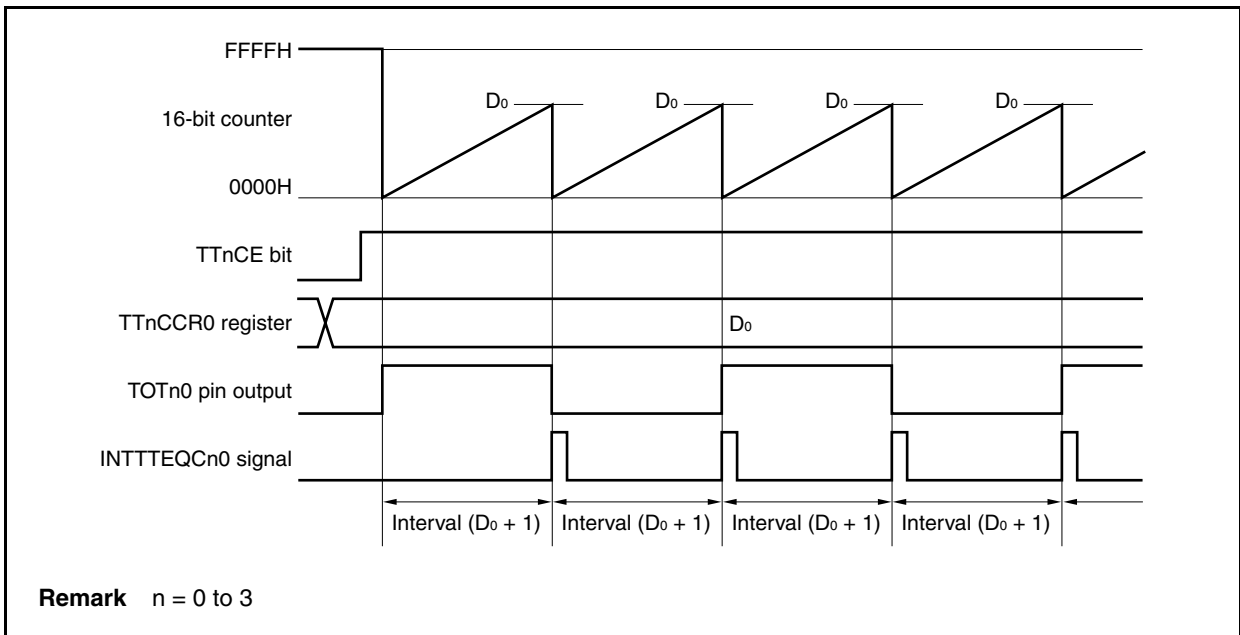 FFFFH
D₀ D₀ D₀ D₀
16-bit counter
0000H
TTnCE bit
TTnCCR0 register D₀
TOTn0 pin output
INTTTEQCn0 signal
Interval (D₀ + 1) Interval (D₀ + 1) Interval (D₀ + 1) Interval (D₀ + 1)
Remark n = 0 to 3